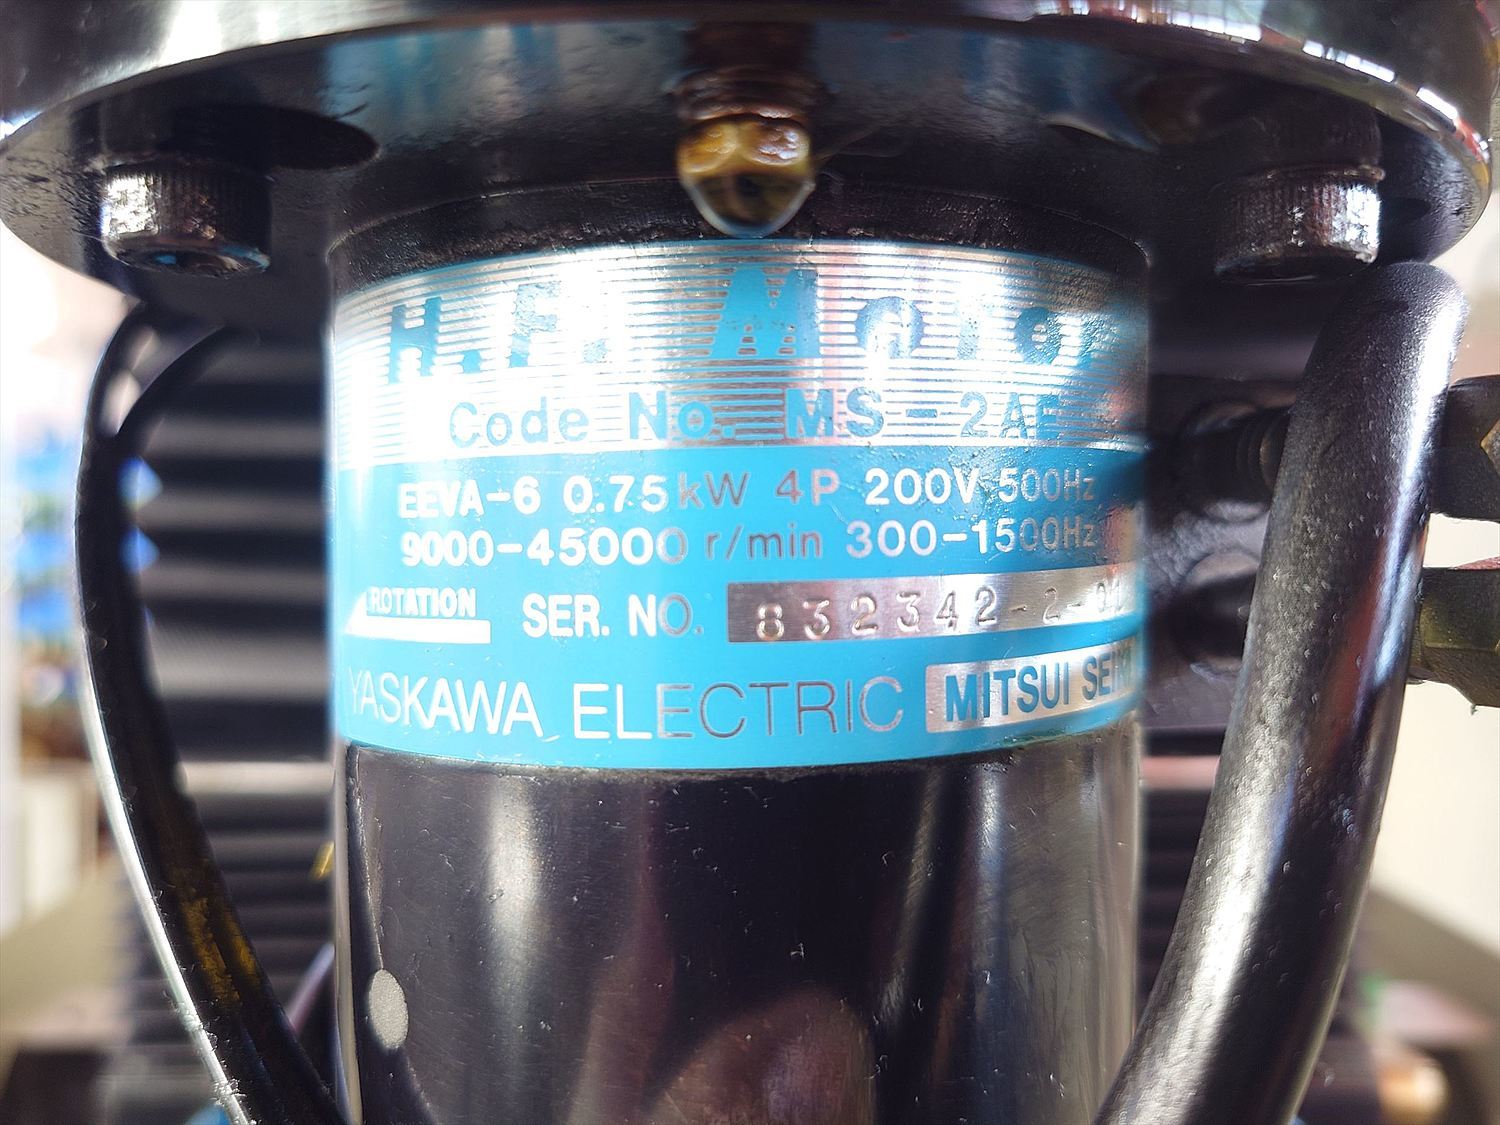 H.F. Motor
Code No. MS-2AE
EEVA-6 0.75kW 4P 200V 500Hz
9000-45000 r/min 300-1500Hz
ROTATION SER. NO. 832342-2-
YASKAWA ELECTRIC MITSUI